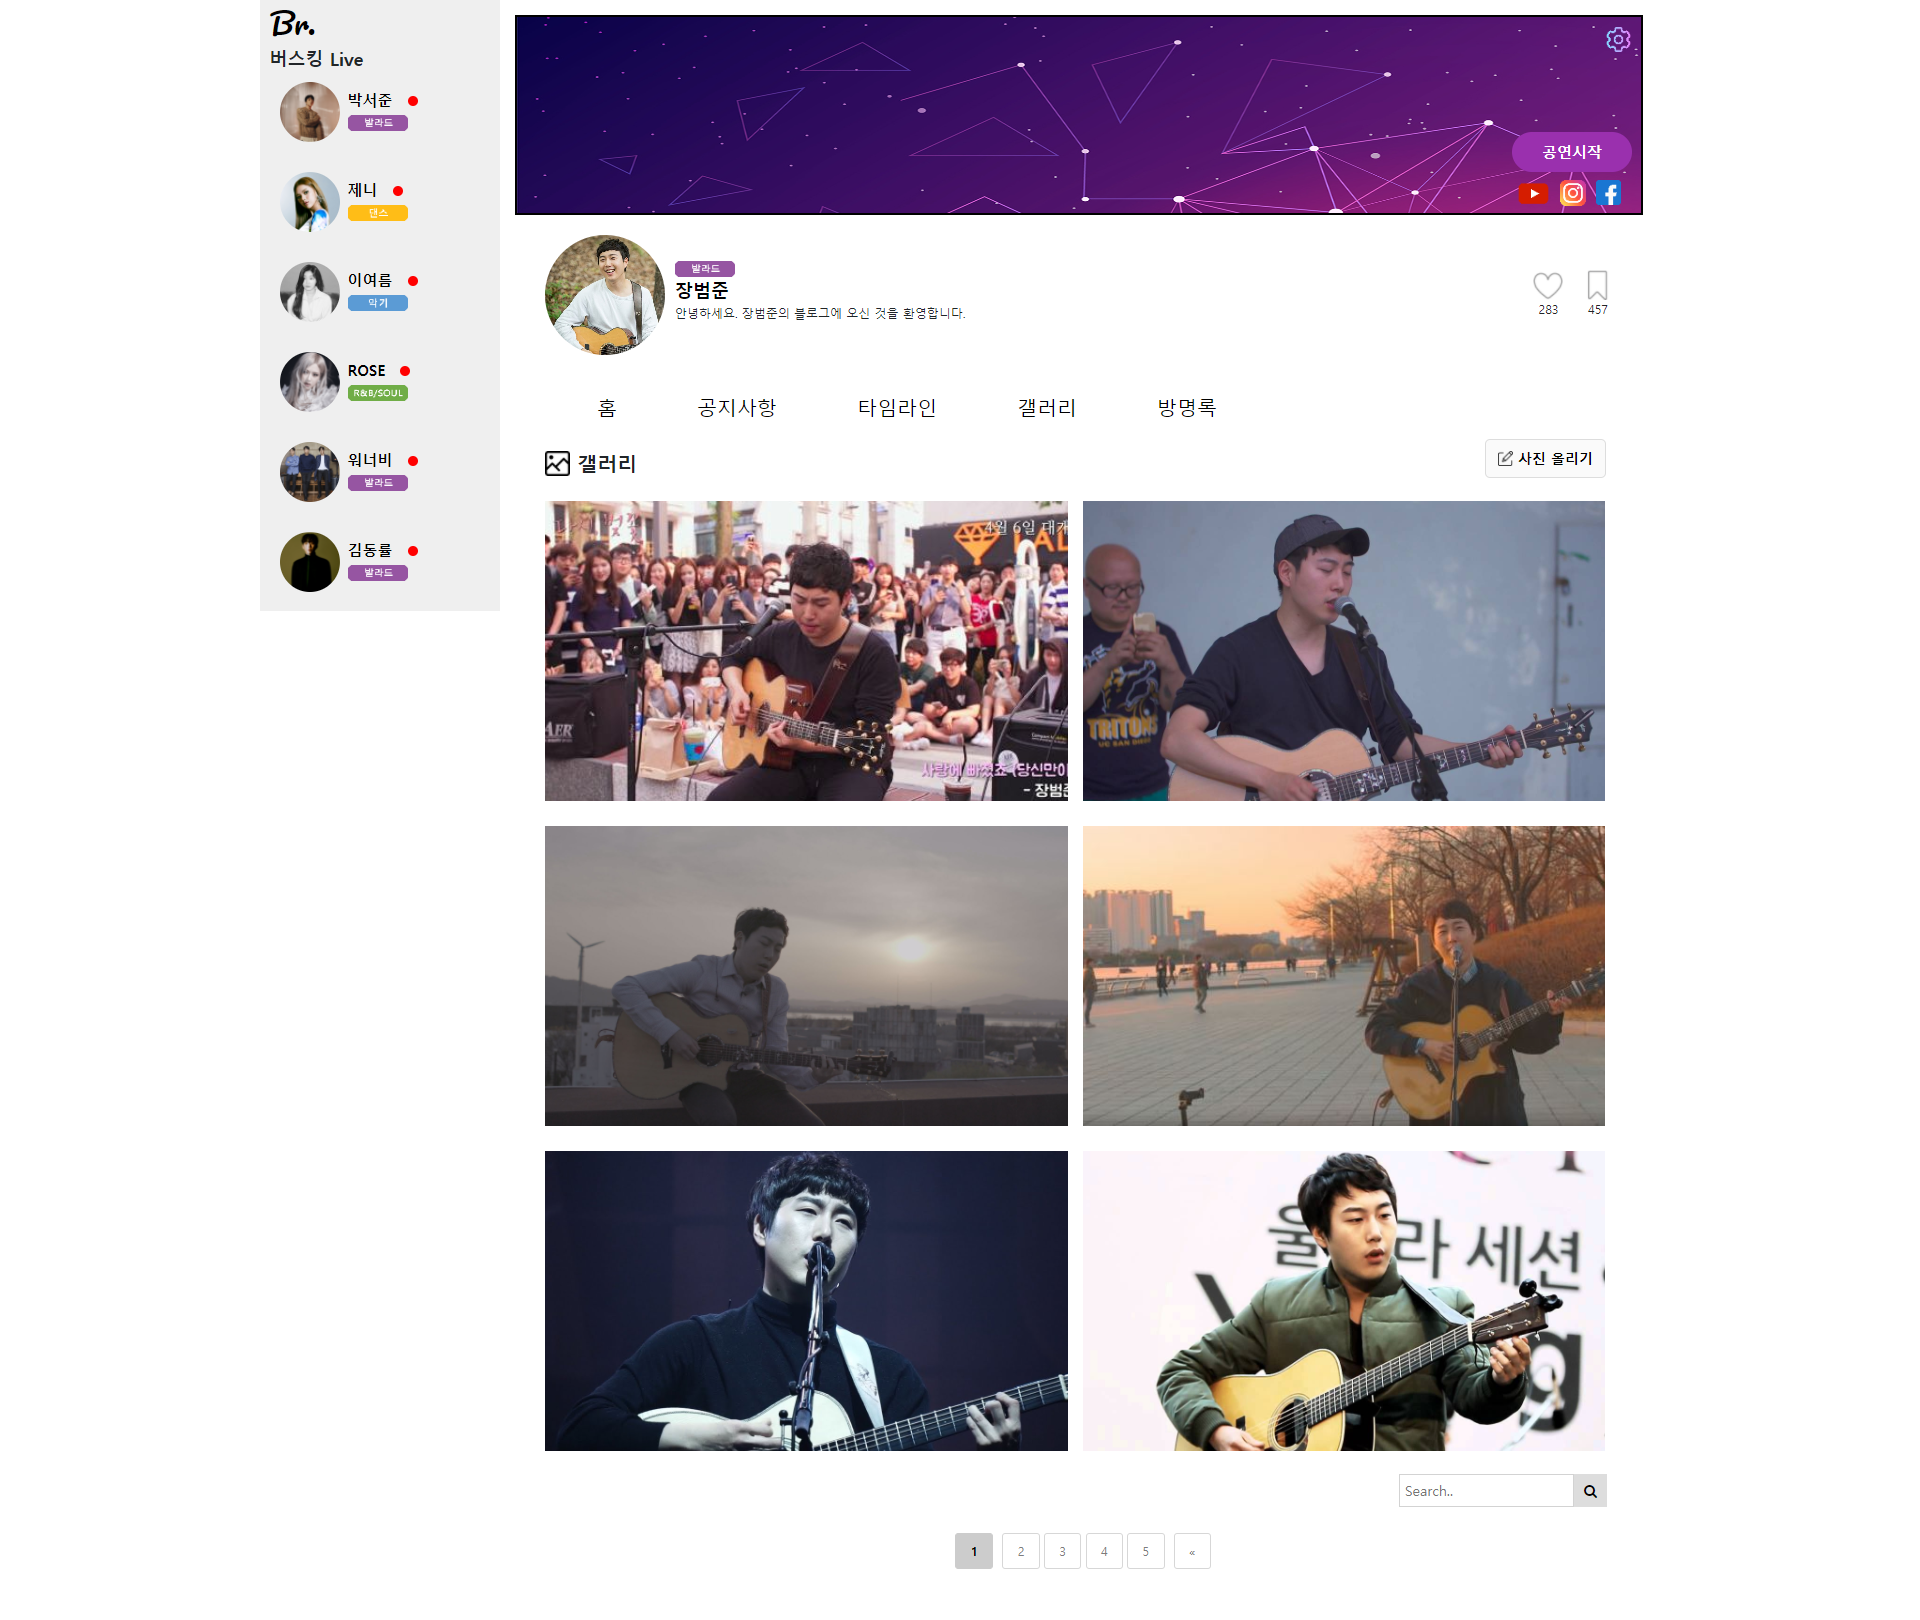 Br.
버스킹 Live
박서준
발라드
제니
댄스
이여름
악기
ROSE
R&B/SOUL
워너비
발라드
김동률
발라드
공연시작
발라드
장범준
안녕하세요. 장범준의 블로그에 오신 것을 환영합니다.
283
457
홈 공지사항 타임라인 갤러리 방명록
갤러리
사진 올리기
4월 6일 대개
AER
사랑에 빠졌죠 (당신만이
- 장범준
TRITONS
UC SAN DIEGO
울 라 세션
Search..
1 2 3 4 5 «